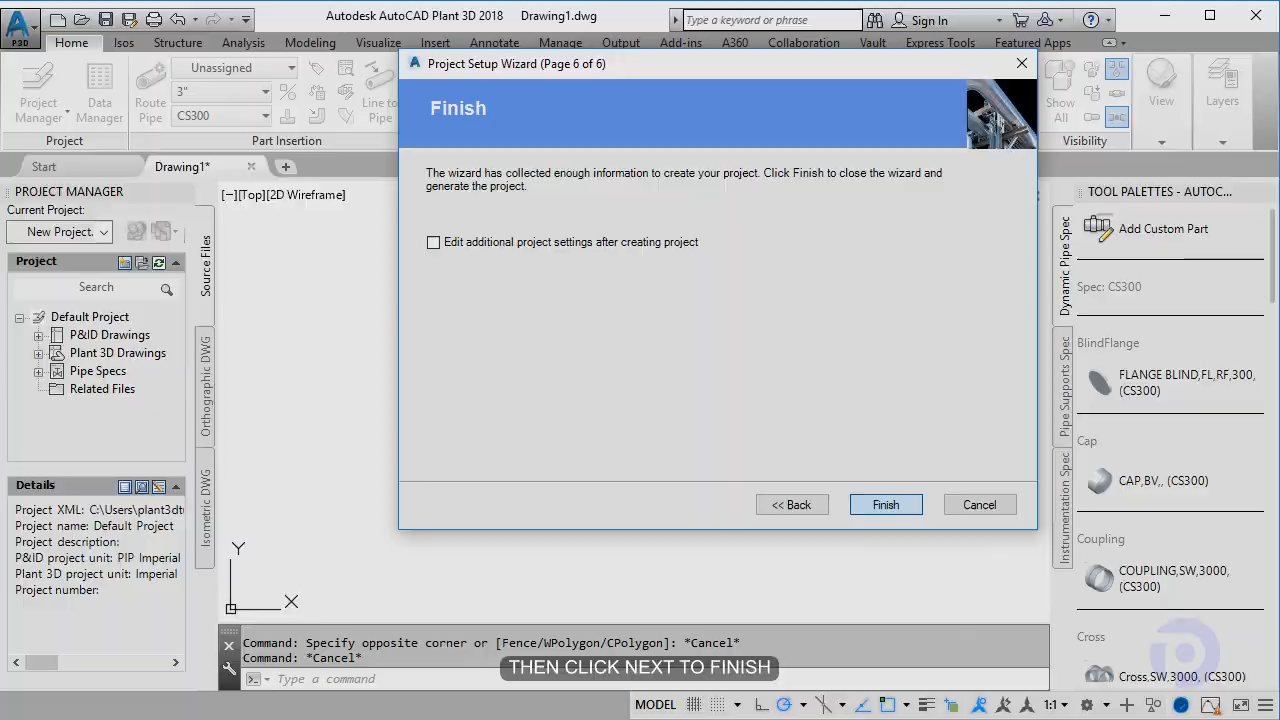 Autodesk AutoCAD Plant 3D 2018 Drawing1.dwg
Type a keyword or phrase
Sign In
P3D
Home Isos Structure Analysis Modeling Visualize Insert Annotate Manage Output Add-ins A360 Collaboration Vault Express Tools Featured Apps
Project Manager
Data Manager
Route Pipe
Unassigned
3"
CS300
Line to Pipe
Show All
View
Layers
Project
Part Insertion
Visibility
Start
Drawing1*
PROJECT MANAGER
Current Project:
New Project.
Project
Search
Default Project
P&ID Drawings
Plant 3D Drawings
Pipe Specs
Related Files
Details
Project XML: C:\Users\plant3dt
Project name: Default Project
Project description:
P&ID project unit: PIP Imperial
Plant 3D project unit: Imperial
Project number:
Source Files
Orthographic DWG
Isometric DWG
[−][Top][2D Wireframe]
Project Setup Wizard (Page 6 of 6)
Finish
The wizard has collected enough information to create your project. Click Finish to close the wizard and
generate the project.
Edit additional project settings after creating project
<< Back
Finish
Cancel
Y
X
Command: Specify opposite corner or [Fence/WPolygon/CPolygon]: *Cancel*
Command: *Cancel*
Type a command
THEN CLICK NEXT TO FINISH
TOOL PALETTES - AUTOC...
Dynamic Pipe Spec
Pipe Supports Spec
Instrumentation Spec
Add Custom Part
Spec: CS300
BlindFlange
FLANGE BLIND,FL,RF,300,
(CS300)
Cap
CAP,BV,, (CS300)
Coupling
COUPLING,SW,3000,
(CS300)
Cross
Cross.SW.3000, (CS300)
MODEL
1:1